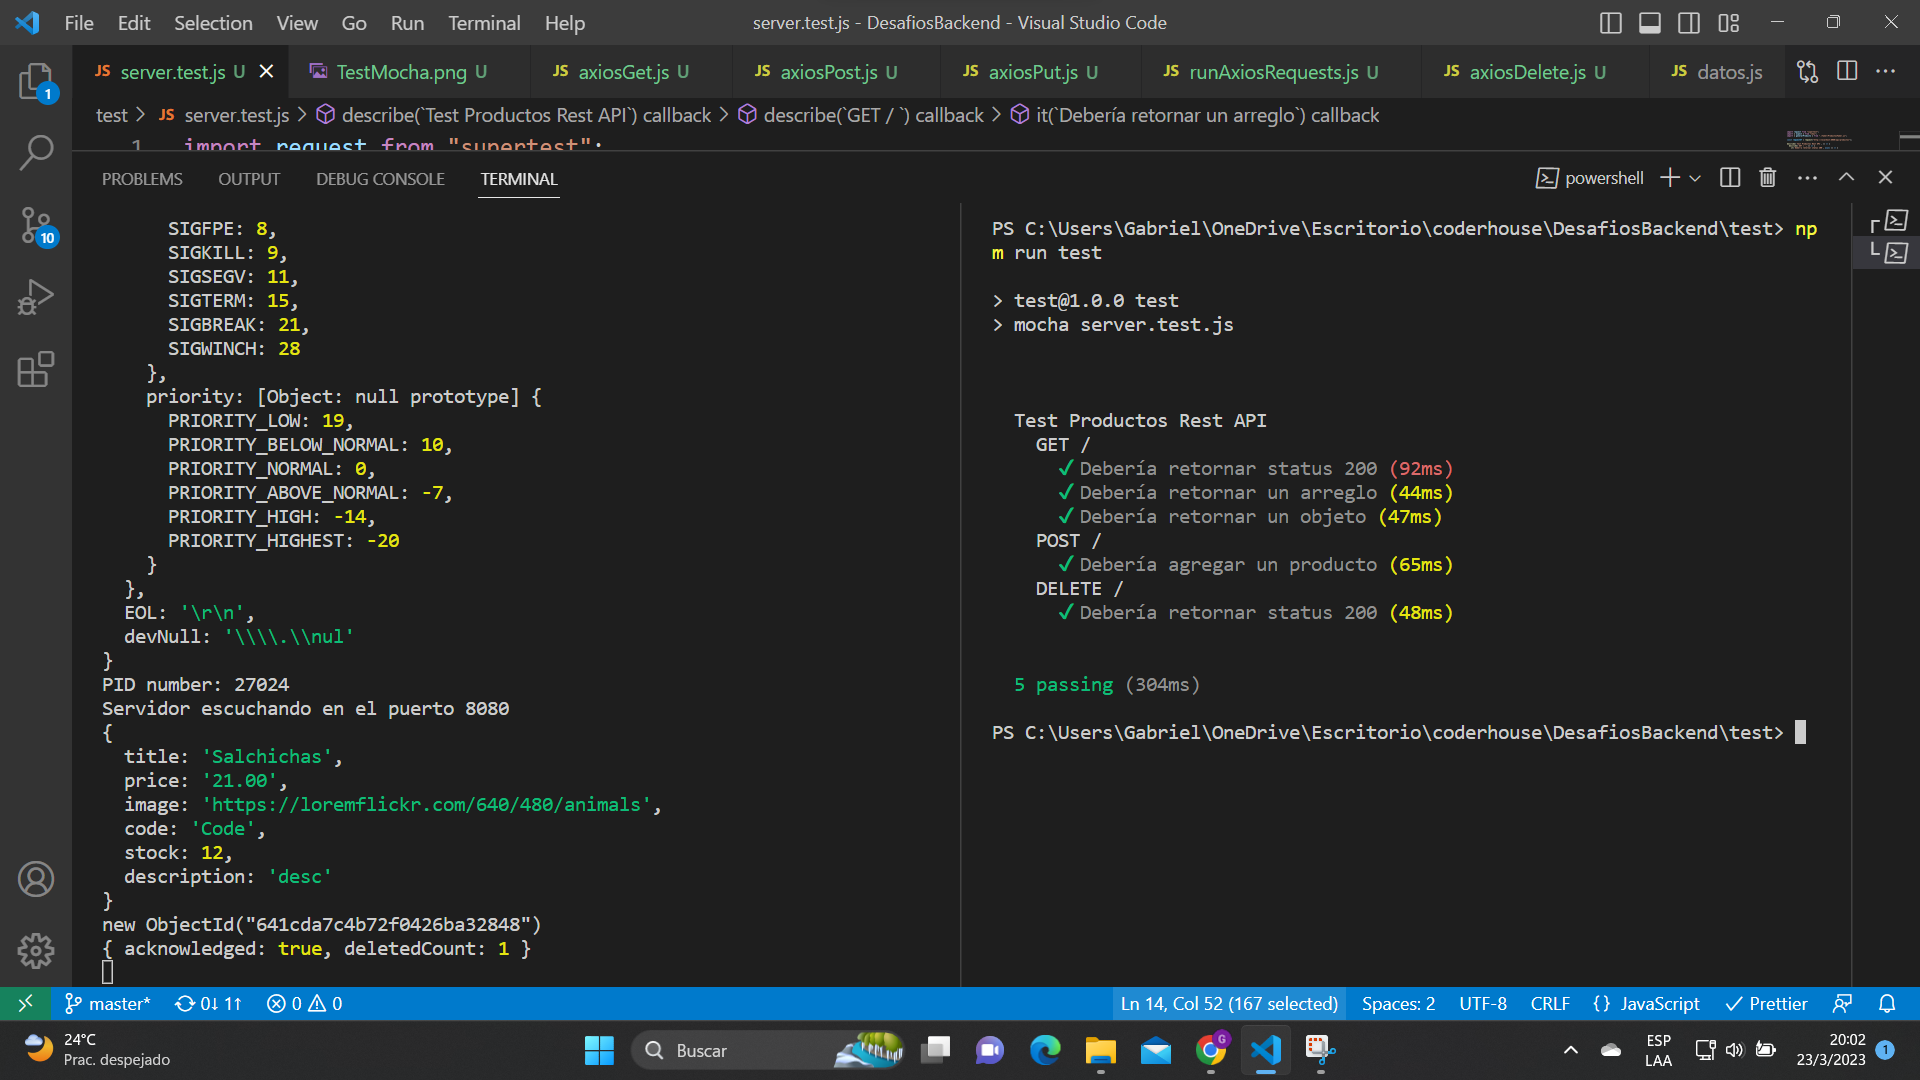 File Edit Selection View Go Run Terminal Help
server.test.js - DesafiosBackend - Visual Studio Code
JS server.test.js U
TestMocha.png U
JS axiosGet.js U
JS axiosPost.js U
JS axiosPut.js U
JS runAxiosRequests.js U
JS axiosDelete.js U
JS datos.js
test > JS server.test.js > describe(`Test Productos Rest API`) callback > describe(`GET / `) callback > it(`Debería retornar un arreglo`) callback
1 import request from "supertest";
PROBLEMS OUTPUT DEBUG CONSOLE TERMINAL
powershell
SIGFPE: 8,
SIGKILL: 9,
SIGSEGV: 11,
SIGTERM: 15,
SIGBREAK: 21,
SIGWINCH: 28
},
priority: [Object: null prototype] {
PRIORITY_LOW: 19,
PRIORITY_BELOW_NORMAL: 10,
PRIORITY_NORMAL: 0,
PRIORITY_ABOVE_NORMAL: -7,
PRIORITY_HIGH: -14,
PRIORITY_HIGHEST: -20
}
},
EOL: '\r\n',
devNull: '\\\\.\\nul'
}
PID number: 27024
Servidor escuchando en el puerto 8080
{
title: 'Salchichas',
price: '21.00',
image: 'https://loremflickr.com/640/480/animals',
code: 'Code',
stock: 12,
description: 'desc'
}
new ObjectId("641cda7c4b72f0426ba32848")
{ acknowledged: true, deletedCount: 1 }
PS C:\Users\Gabriel\OneDrive\Escritorio\coderhouse\DesafiosBackend\test> np
m run test
> test@1.0.0 test
> mocha server.test.js
Test Productos Rest API
GET /
✓ Debería retornar status 200 (92ms)
✓ Debería retornar un arreglo (44ms)
✓ Debería retornar un objeto (47ms)
POST /
✓ Debería agregar un producto (65ms)
DELETE /
✓ Debería retornar status 200 (48ms)
5 passing (304ms)
PS C:\Users\Gabriel\OneDrive\Escritorio\coderhouse\DesafiosBackend\test>
1
10
master* 0↓ 1↑ 0 0
Ln 14, Col 52 (167 selected) Spaces: 2 UTF-8 CRLF {} JavaScript Prettier
24°C
Prac. despejado
Buscar
G
ESP
LAA
20:02
23/3/2023
1